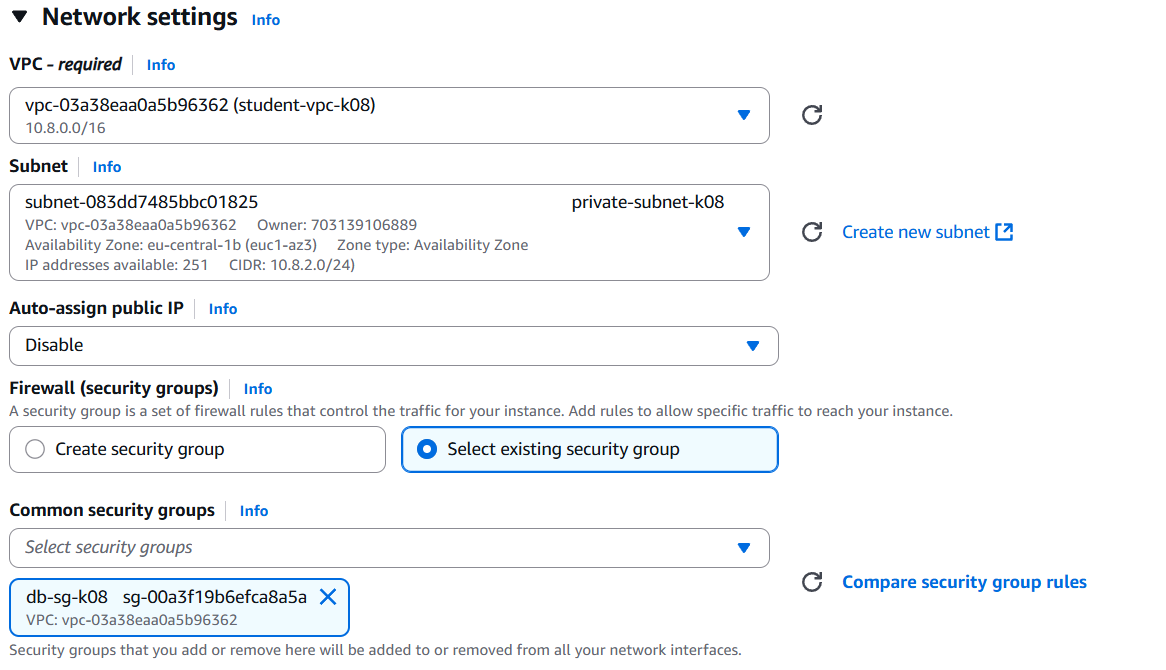 Network settings Info
VPC - required Info
vpc-03a38eaa0a5b96362 (student-vpc-k08)
10.8.0.0/16
Subnet Info
subnet-083dd7485bbc01825 private-subnet-k08
VPC: vpc-03a38eaa0a5b96362 Owner: 703139106889
Availability Zone: eu-central-1b (euc1-az3) Zone type: Availability Zone
IP addresses available: 251 CIDR: 10.8.2.0/24)
Create new subnet
Auto-assign public IP Info
Disable
Firewall (security groups) Info
A security group is a set of firewall rules that control the traffic for your instance. Add rules to allow specific traffic to reach your instance.
Create security group
Select existing security group
Common security groups Info
Select security groups
db-sg-k08 sg-00a3f19b6efca8a5a
VPC: vpc-03a38eaa0a5b96362
Compare security group rules
Security groups that you add or remove here will be added to or removed from all your network interfaces.